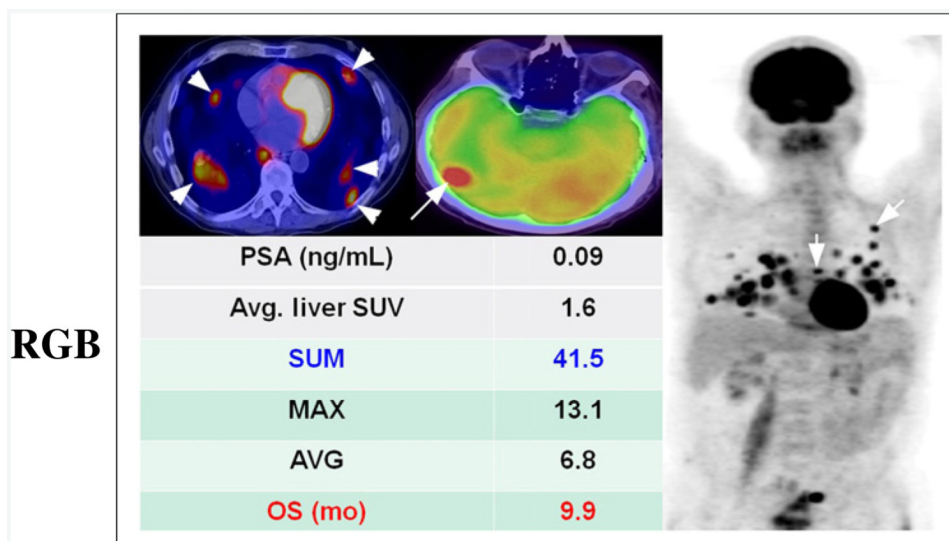 RGB
PSA (ng/mL) 0.09
Avg. liver SUV 1.6
SUM 41.5
MAX 13.1
AVG 6.8
OS (mo) 9.9